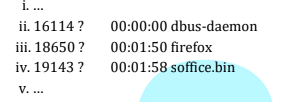 i. ...
ii. 16114 ? 00:00:00 dbus-daemon
iii. 18650 ? 00:01:50 firefox
iv. 19143 ? 00:01:58 soffice.bin
v. ...